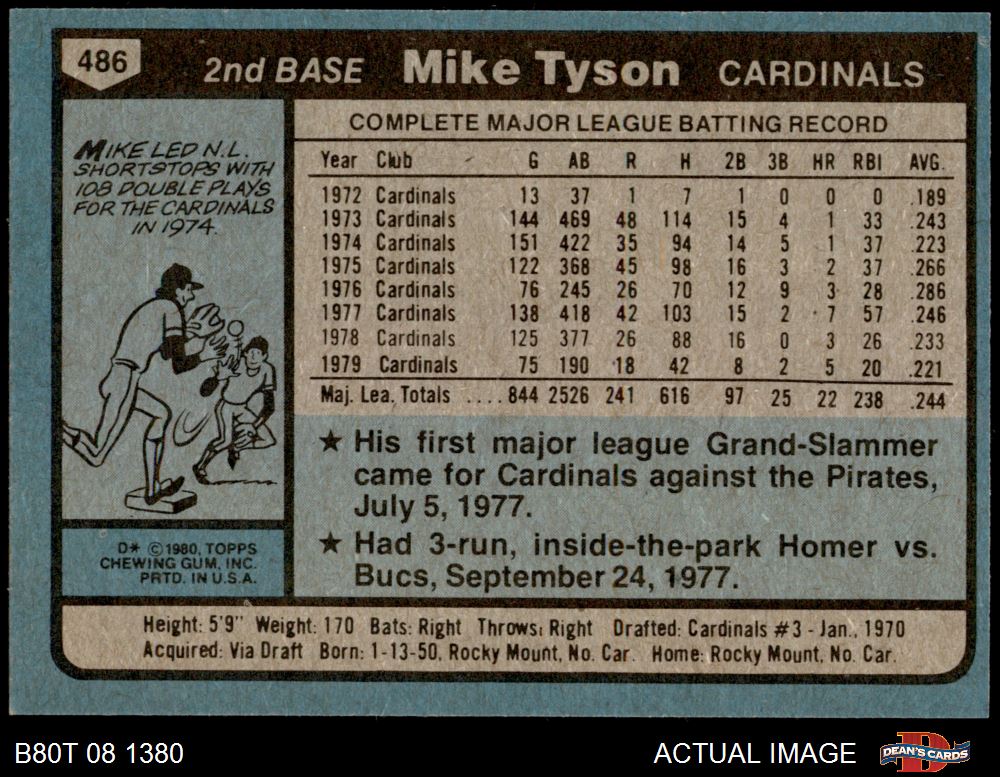 486 2nd BASE Mike Tyson CARDINALS
MIKE LED N.L.
SHORTSTOPS WITH
108 DOUBLE PLAYS
FOR THE CARDINALS
IN 1974.
D* © 1980, TOPPS
CHEWING GUM, INC.
PRTD. IN U.S.A.
COMPLETE MAJOR LEAGUE BATTING RECORD
Year Club G AB R H 2B 3B HR RBI AVG.
1972 Cardinals 13 37 1 7 1 0 0 0 .189
1973 Cardinals 144 469 48 114 15 4 1 33 .243
1974 Cardinals 151 422 35 94 14 5 1 37 .223
1975 Cardinals 122 368 45 98 16 3 2 37 .266
1976 Cardinals 76 245 26 70 12 9 3 28 .286
1977 Cardinals 138 418 42 103 15 2 7 57 .246
1978 Cardinals 125 377 26 88 16 0 3 26 .233
1979 Cardinals 75 190 18 42 8 2 5 20 .221
Maj. Lea. Totals .... 844 2526 241 616 97 25 22 238 .244
★ His first major league Grand-Slammer
came for Cardinals against the Pirates,
July 5, 1977.
★ Had 3-run, inside-the-park Homer vs.
Bucs, September 24, 1977.
Height: 5'9" Weight: 170 Bats: Right Throws: Right Drafted: Cardinals #3 - Jan., 1970
Acquired: Via Draft Born: 1-13-50, Rocky Mount, No. Car. Home: Rocky Mount, No. Car.
B80T 08 1380 ACTUAL IMAGE D DEAN'S CARDS